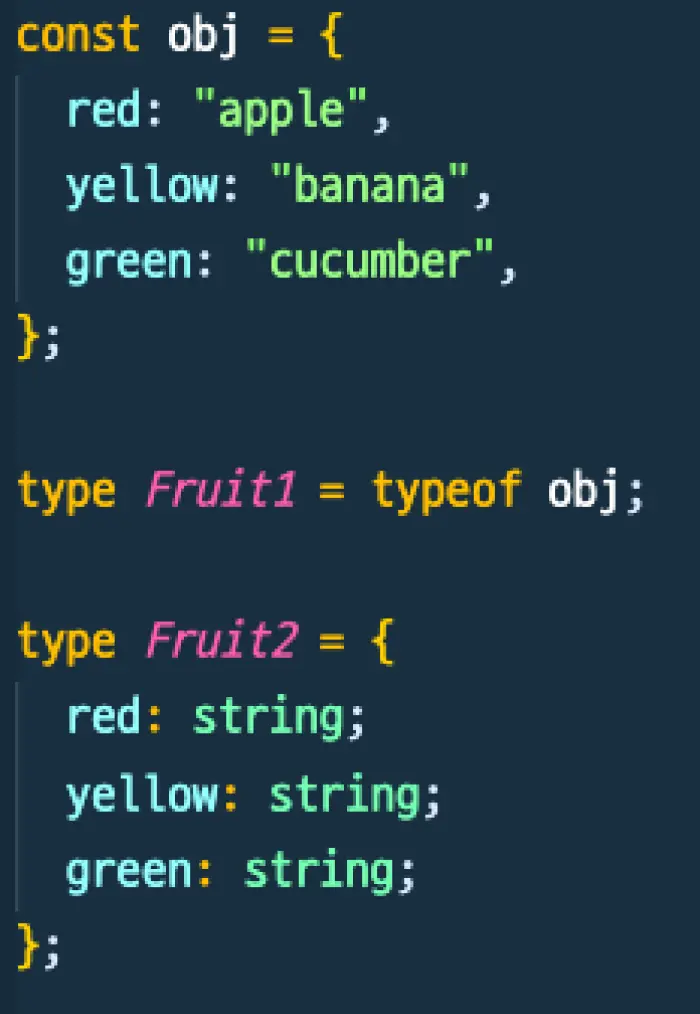 const obj = {
  red: "apple",
  yellow: "banana",
  green: "cucumber",
};

type Fruit1 = typeof obj;

type Fruit2 = {
  red: string;
  yellow: string;
  green: string;
};